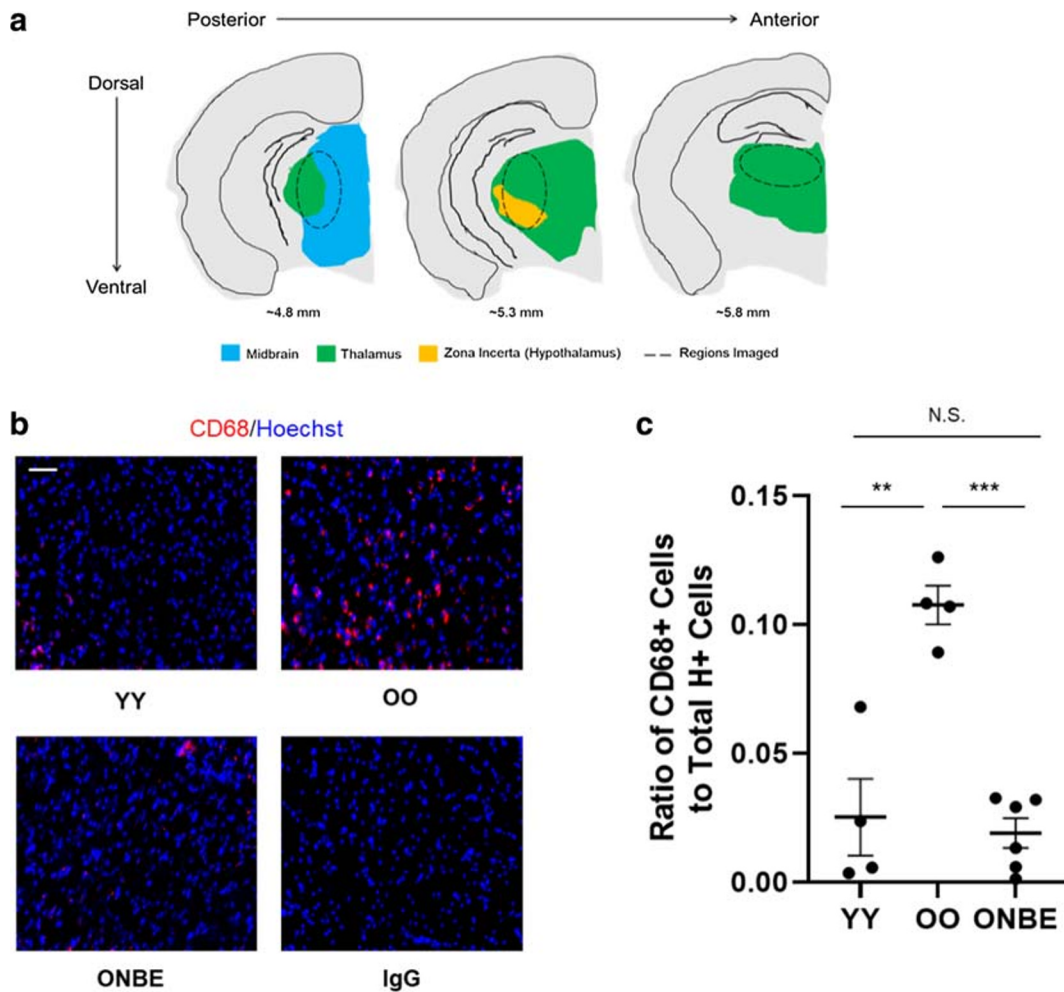 a
Posterior
Anterior
Dorsal
Ventral
~4.8 mm
~5.3 mm
~5.8 mm
Midbrain
Thalamus
Zona Incerta (Hypothalamus)
Regions Imaged
b
CD68/Hoechst
YY
OO
ONBE
IgG
c
N.S.
**
***
Ratio of CD68+ Cells
to Total H+ Cells
0.15
0.10
0.05
0.00
YY
OO
ONBE